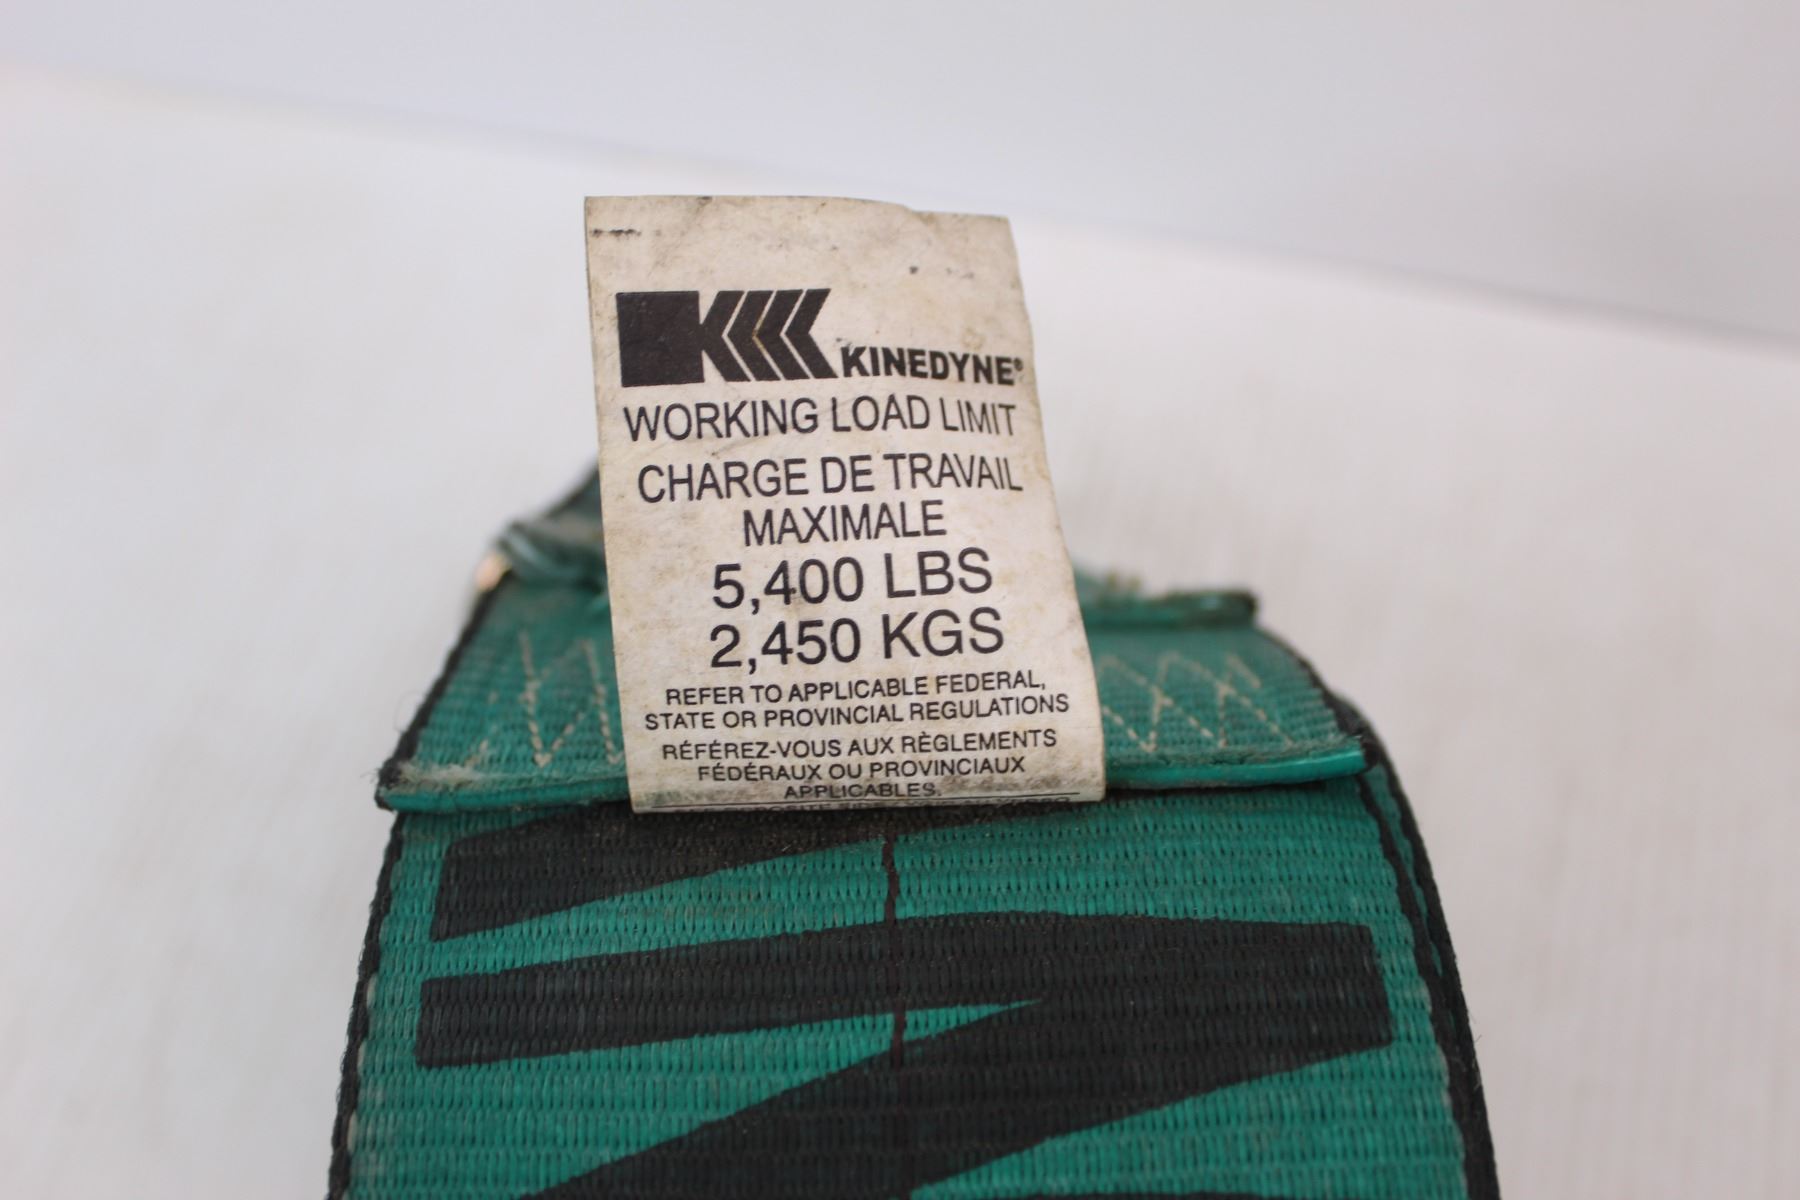 KINEDYNE®
WORKING LOAD LIMIT
CHARGE DE TRAVAIL
MAXIMALE
5,400 LBS
2,450 KGS
REFER TO APPLICABLE FEDERAL,
STATE OR PROVINCIAL REGULATIONS
RÉFÉREZ-VOUS AUX RÈGLEMENTS
FÉDÉRAUX OU PROVINCIAUX
APPLICABLES.